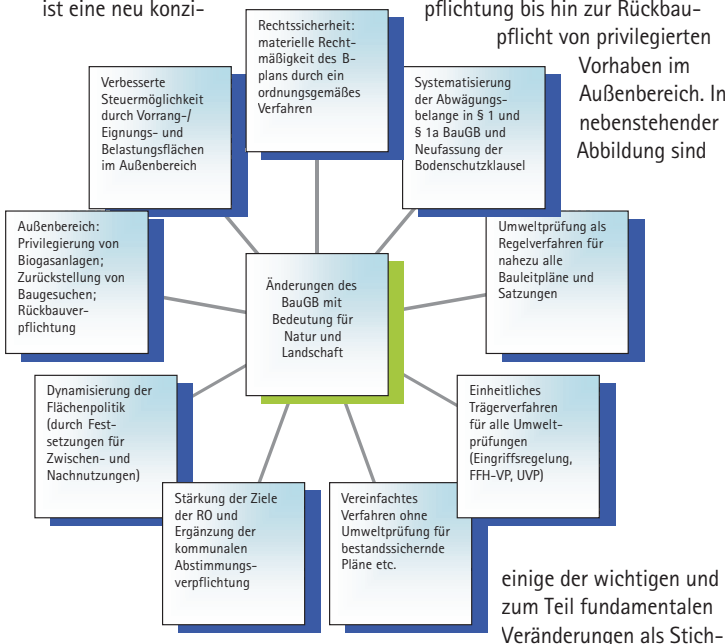 ist eine neu konzi-
pflichtung bis hin zur Rückbau-
pflicht von privilegierten
Vorhaben im
Außenbereich. In
nebenstehender
Abbildung sind
Rechtssicherheit:
materielle Recht-
mäßigkeit des B-
plans durch ein
ordnungsgemäßes
Verfahren
Verbesserte
Steuermöglichkeit
durch Vorrang-/
Eignungs- und
Belastungsflächen
im Außenbereich
Systematisierung
der Abwägungs-
belange in § 1 und
§ 1a BauGB und
Neufassung der
Bodenschutzklausel
Außenbereich:
Privilegierung von
Biogasanlagen;
Zurückstellung von
Baugesuchen;
Rückbauver-
pflichtung
Umweltprüfung als
Regelverfahren für
nahezu alle
Bauleitpläne und
Satzungen
Änderungen des
BauGB mit
Bedeutung für
Natur und
Landschaft
Dynamisierung der
Flächenpolitik
(durch Fest-
setzungen für
Zwischen- und
Nachnutzungen)
Einheitliches
Trägerverfahren
für alle Umwelt-
prüfungen
(Eingriffsregelung,
FFH-VP, UVP)
Stärkung der Ziele
der RO und
Ergänzung der
kommunalen
Abstimmungs-
verpflichtung
Vereinfachtes
Verfahren ohne
Umweltprüfung für
bestandssichernde
Pläne etc.
einige der wichtigen und
zum Teil fundamentalen
Veränderungen als Stich-